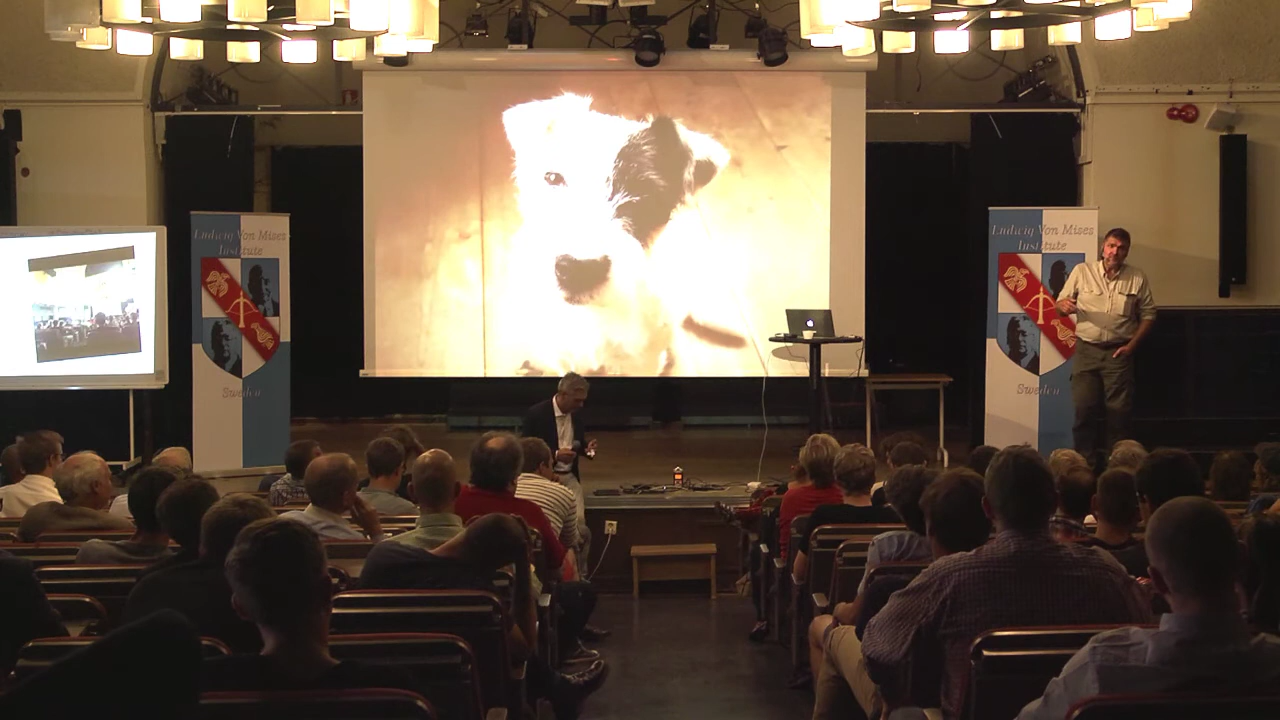 Ludwig Von Mises
Institute
Sweden
Ludwig Von Mises
Institute
Sweden